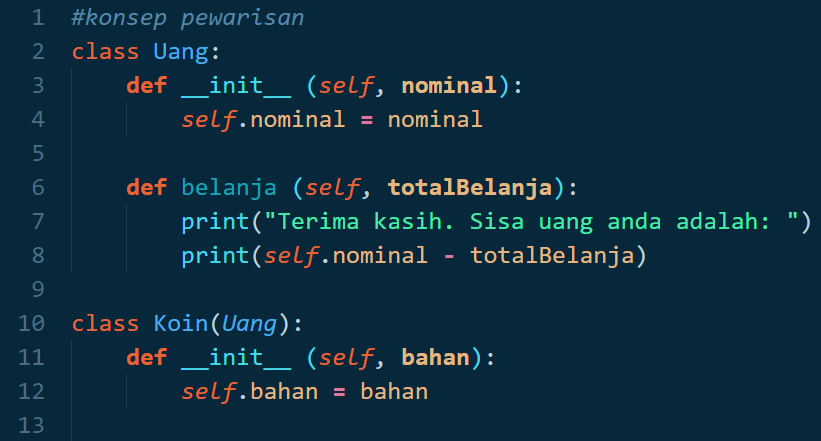 1 #konsep pewarisan
2 class Uang:
3     def __init__ (self, nominal):
4         self.nominal = nominal
5
6     def belanja (self, totalBelanja):
7         print("Terima kasih. Sisa uang anda adalah: ")
8         print(self.nominal - totalBelanja)
9
10 class Koin(Uang):
11     def __init__ (self, bahan):
12         self.bahan = bahan
13